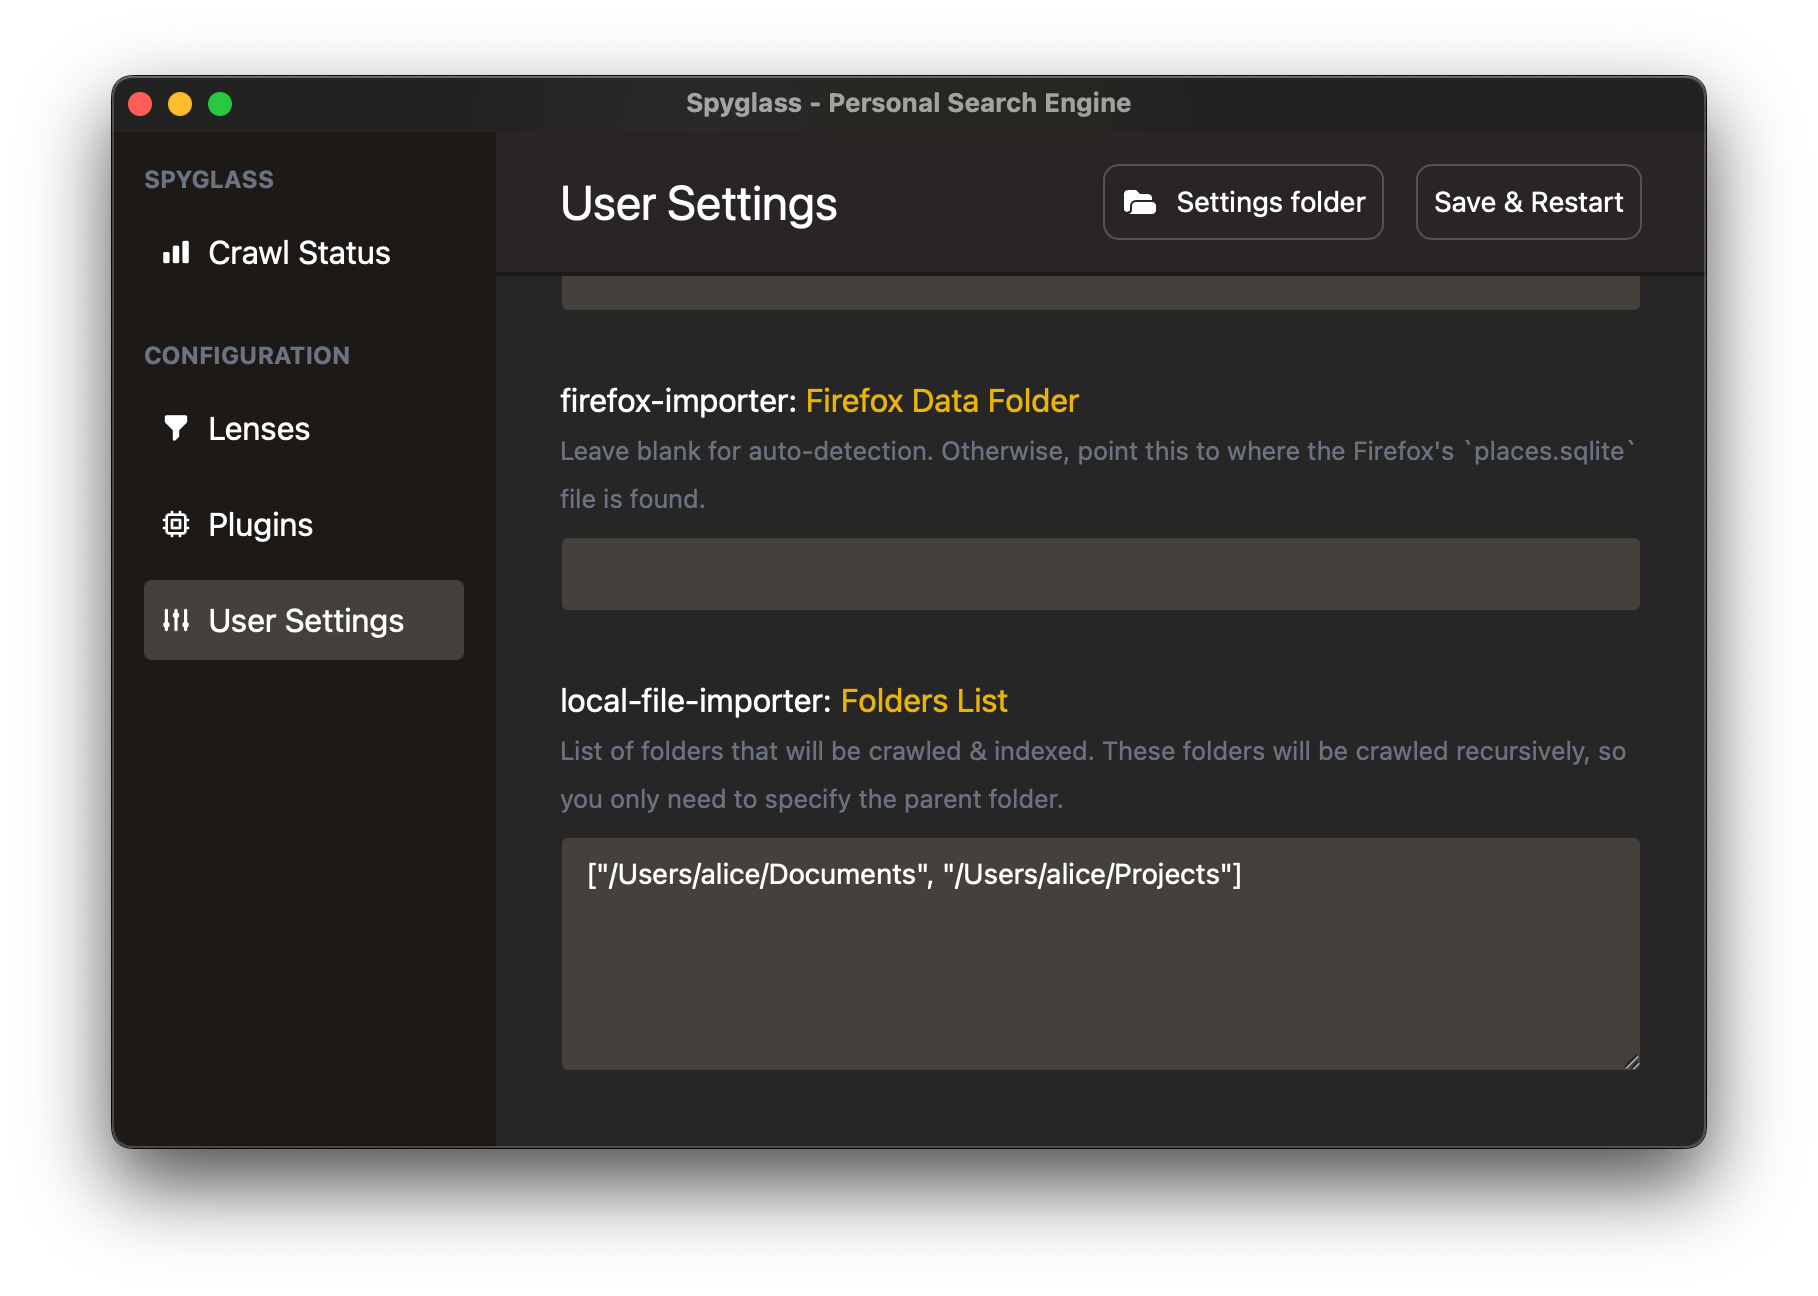 Spyglass - Personal Search Engine
SPYGLASS
Crawl Status
CONFIGURATION
Lenses
Plugins
User Settings
User Settings
Settings folder
Save & Restart
firefox-importer: Firefox Data Folder
Leave blank for auto-detection. Otherwise, point this to where the Firefox's `places.sqlite`
file is found.
local-file-importer: Folders List
List of folders that will be crawled & indexed. These folders will be crawled recursively, so
you only need to specify the parent folder.
["/Users/alice/Documents", "/Users/alice/Projects"]